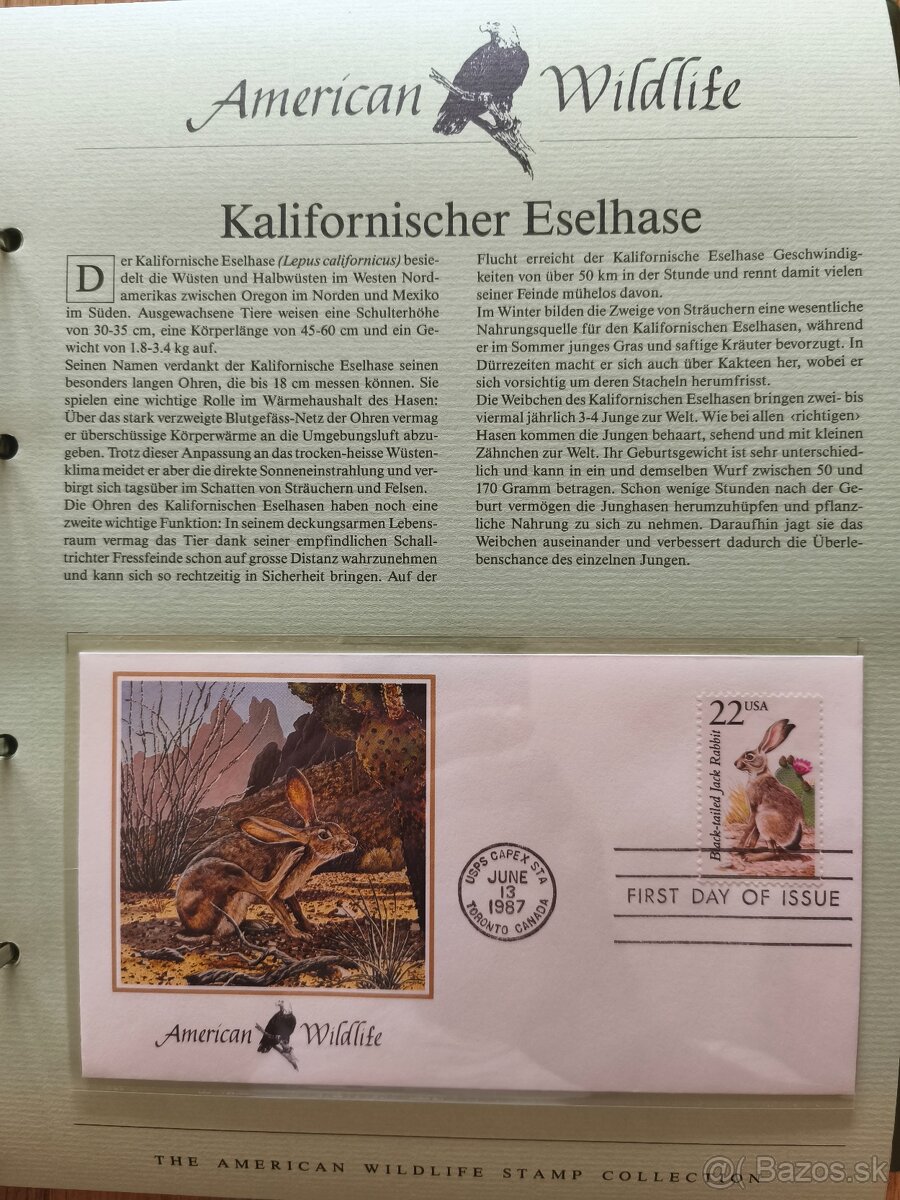 American Wildlife
Kalifornischer Eselhase
Der Kalifornische Eselhase (Lepus californicus) besie-
delt die Wüsten und Halbwüsten im Westen Nord-
amerikas zwischen Oregon im Norden und Mexiko
im Süden. Ausgewachsene Tiere weisen eine Schulterhöhe
von 30-35 cm, eine Körperlänge von 45-60 cm und ein Ge-
wicht von 1.8-3.4 kg auf.
Seinen Namen verdankt der Kalifornische Eselhase seinen
besonders langen Ohren, die bis 18 cm messen können. Sie
spielen eine wichtige Rolle im Wärmehaushalt des Hasen:
Über das stark verzweigte Blutgefäss-Netz der Ohren vermag
er überschüssige Körperwärme an die Umgebungsluft abzu-
geben. Trotz dieser Anpassung an das trocken-heisse Wüsten-
klima meidet er aber die direkte Sonneneinstrahlung und ver-
birgt sich tagsüber im Schatten von Sträuchern und Felsen.
Die Ohren des Kalifornischen Eselhasen haben noch eine
zweite wichtige Funktion: In seinem deckungsarmen Lebens-
raum vermag das Tier dank seiner empfindlichen Schall-
trichter Fressfeinde schon auf grosse Distanz wahrzunehmen
und kann sich so rechtzeitig in Sicherheit bringen. Auf der
Flucht erreicht der Kalifornische Eselhase Geschwindig-
keiten von über 50 km in der Stunde und rennt damit vielen
seiner Feinde mühelos davon.
Im Winter bilden die Zweige von Sträuchern eine wesentliche
Nahrungsquelle für den Kalifornischen Eselhasen, während
er im Sommer junges Gras und saftige Kräuter bevorzugt. In
Dürrezeiten macht er sich auch über Kakteen her, wobei er
sich vorsichtig um deren Stacheln herumfrisst.
Die Weibchen des Kalifornischen Eselhasen bringen zwei- bis
viermal jährlich 3-4 Junge zur Welt. Wie bei allen ‹richtigen›
Hasen kommen die Jungen behaart, sehend und mit kleinen
Zähnchen zur Welt. Ihr Geburtsgewicht ist sehr unterschied-
lich und kann in ein und demselben Wurf zwischen 50 und
170 Gramm betragen. Schon wenige Stunden nach der Ge-
burt vermögen die Junghasen herumzuhüpfen und pflanz-
liche Nahrung zu sich zu nehmen. Daraufhin jagt sie das
Weibchen auseinander und verbessert dadurch die Überle-
benschance des einzelnen Jungen.
22 USA
Black-tailed Jack Rabbit
USPS CAPEX STA
JUNE
13
1987
TORONTO CANADA
FIRST DAY OF ISSUE
American Wildlife
THE AMERICAN WILDLIFE STAMP COLLECTION
@ Bazos.sk